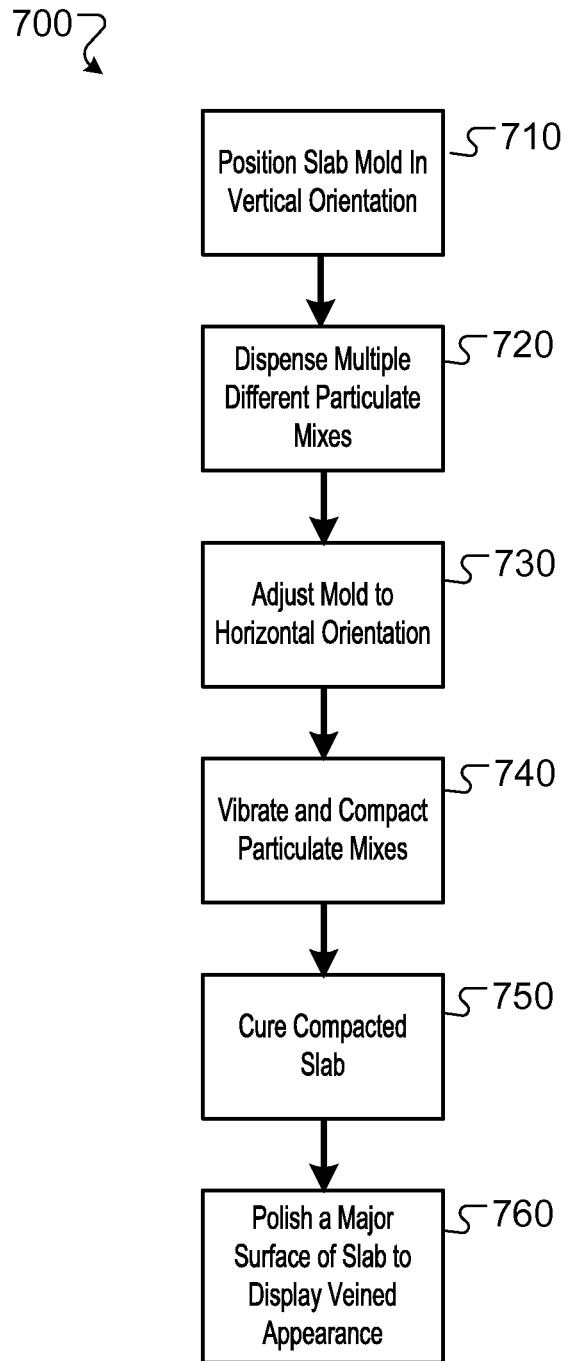 700
710
Position Slab Mold In
Vertical Orientation
720
Dispense Multiple
Different Particulate
Mixes
730
Adjust Mold to
Horizontal Orientation
740
Vibrate and Compact
Particulate Mixes
750
Cure Compacted
Slab
760
Polish a Major
Surface of Slab to
Display Veined
Appearance